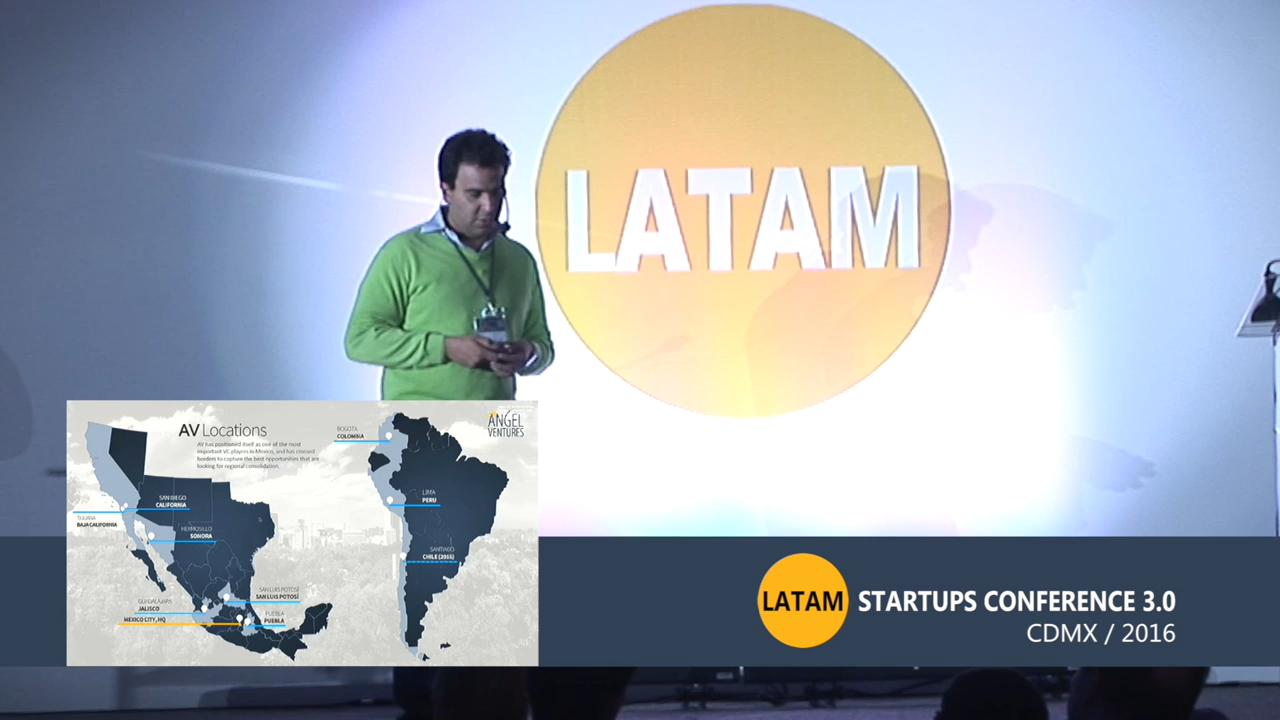 LATAM
AV Locations
AV has positioned itself as one of the most
important VC players in Mexico, and has crossed
borders to capture the best opportunities that are
looking for regional consolidation.
ANGEL
VENTURES
BOGOTA
COLOMBIA
LIMA
PERU
SANTIAGO
CHILE (2015)
SAN DIEGO
CALIFORNIA
TIJUANA
BAJA CALIFORNIA
HERMOSILLO
SONORA
SAN LUIS POTOSÍ
SAN LUIS POTOSÍ
GUADALAJARA
JALISCO
PUEBLA
PUEBLA
MEXICO CITY, HQ
LATAM STARTUPS CONFERENCE 3.0
CDMX / 2016